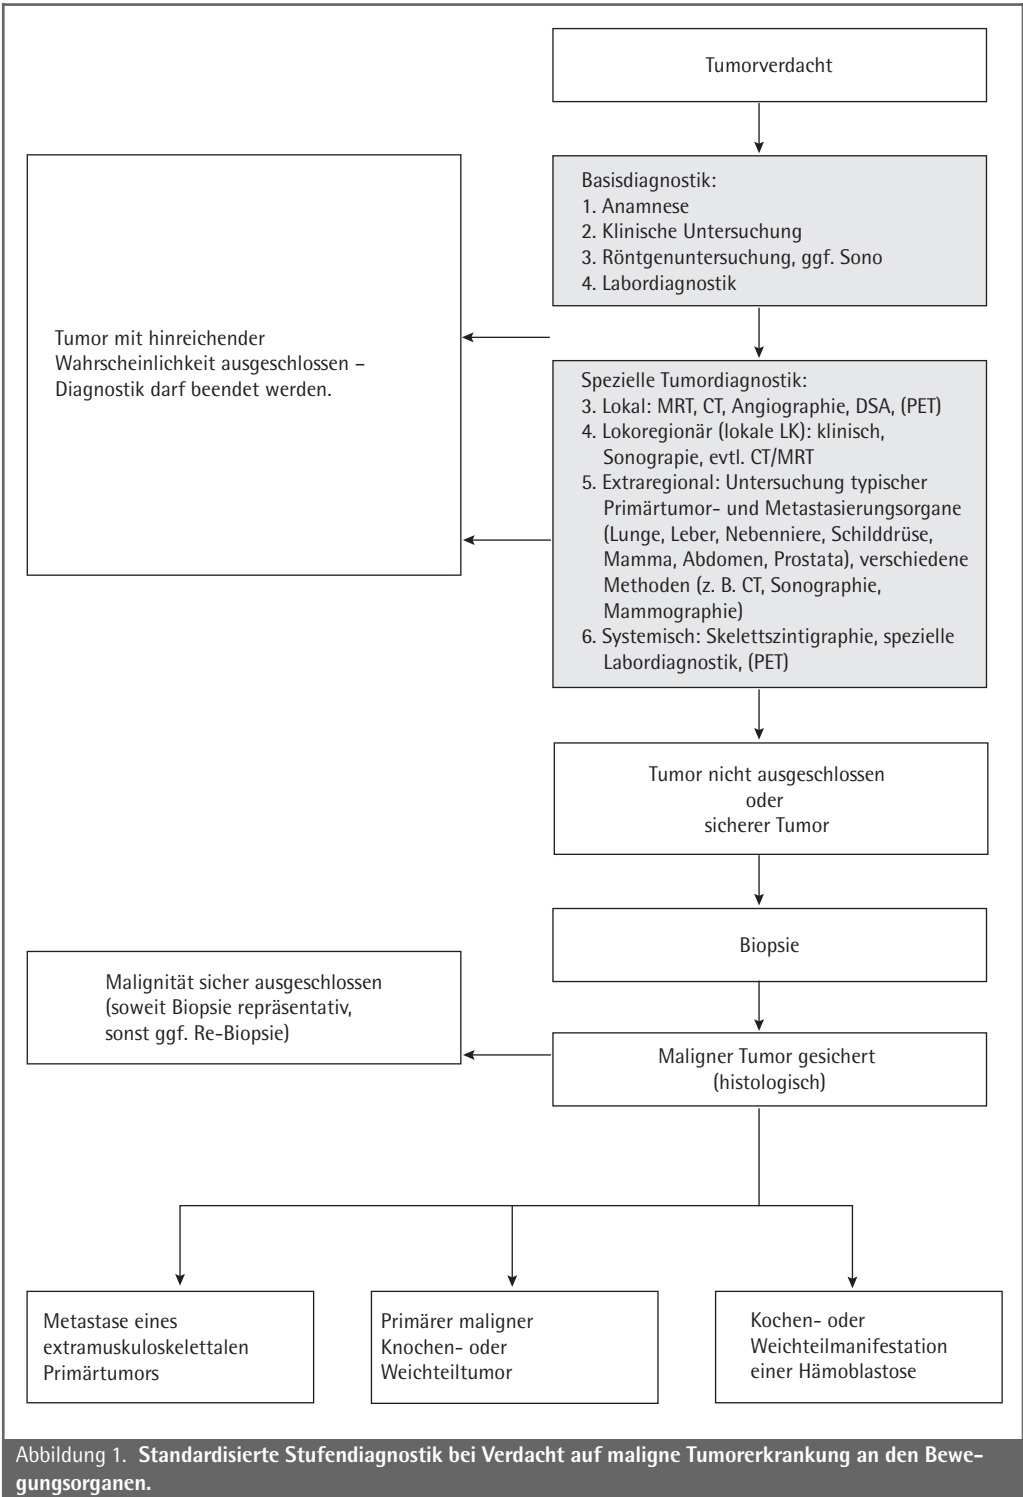 Tumorverdacht
Basisdiagnostik:
1. Anamnese
2. Klinische Untersuchung
3. Röntgenuntersuchung, ggf. Sono
4. Labordiagnostik
Tumor mit hinreichender
Wahrscheinlichkeit ausgeschlossen –
Diagnostik darf beendet werden.
Spezielle Tumordiagnostik:
3. Lokal: MRT, CT, Angiographie, DSA, (PET)
4. Lokoregionär (lokale LK): klinisch,
Sonograpie, evtl. CT/MRT
5. Extraregional: Untersuchung typischer
Primärtumor- und Metastasierungsorgane
(Lunge, Leber, Nebenniere, Schilddrüse,
Mamma, Abdomen, Prostata), verschiedene
Methoden (z. B. CT, Sonographie,
Mammographie)
6. Systemisch: Skelettszintigraphie, spezielle
Labordiagnostik, (PET)
Tumor nicht ausgeschlossen
oder
sicherer Tumor
Biopsie
Malignität sicher ausgeschlossen
(soweit Biopsie repräsentativ,
sonst ggf. Re-Biopsie)
Maligner Tumor gesichert
(histologisch)
Metastase eines
extramuskuloskelettalen
Primärtumors
Primärer maligner
Knochen- oder
Weichteiltumor
Kochen- oder
Weichteilmanifestation
einer Hämoblastose
Abbildung 1. Standardisierte Stufendiagnostik bei Verdacht auf maligne Tumorerkrankung an den Bewe-
gungsorganen.